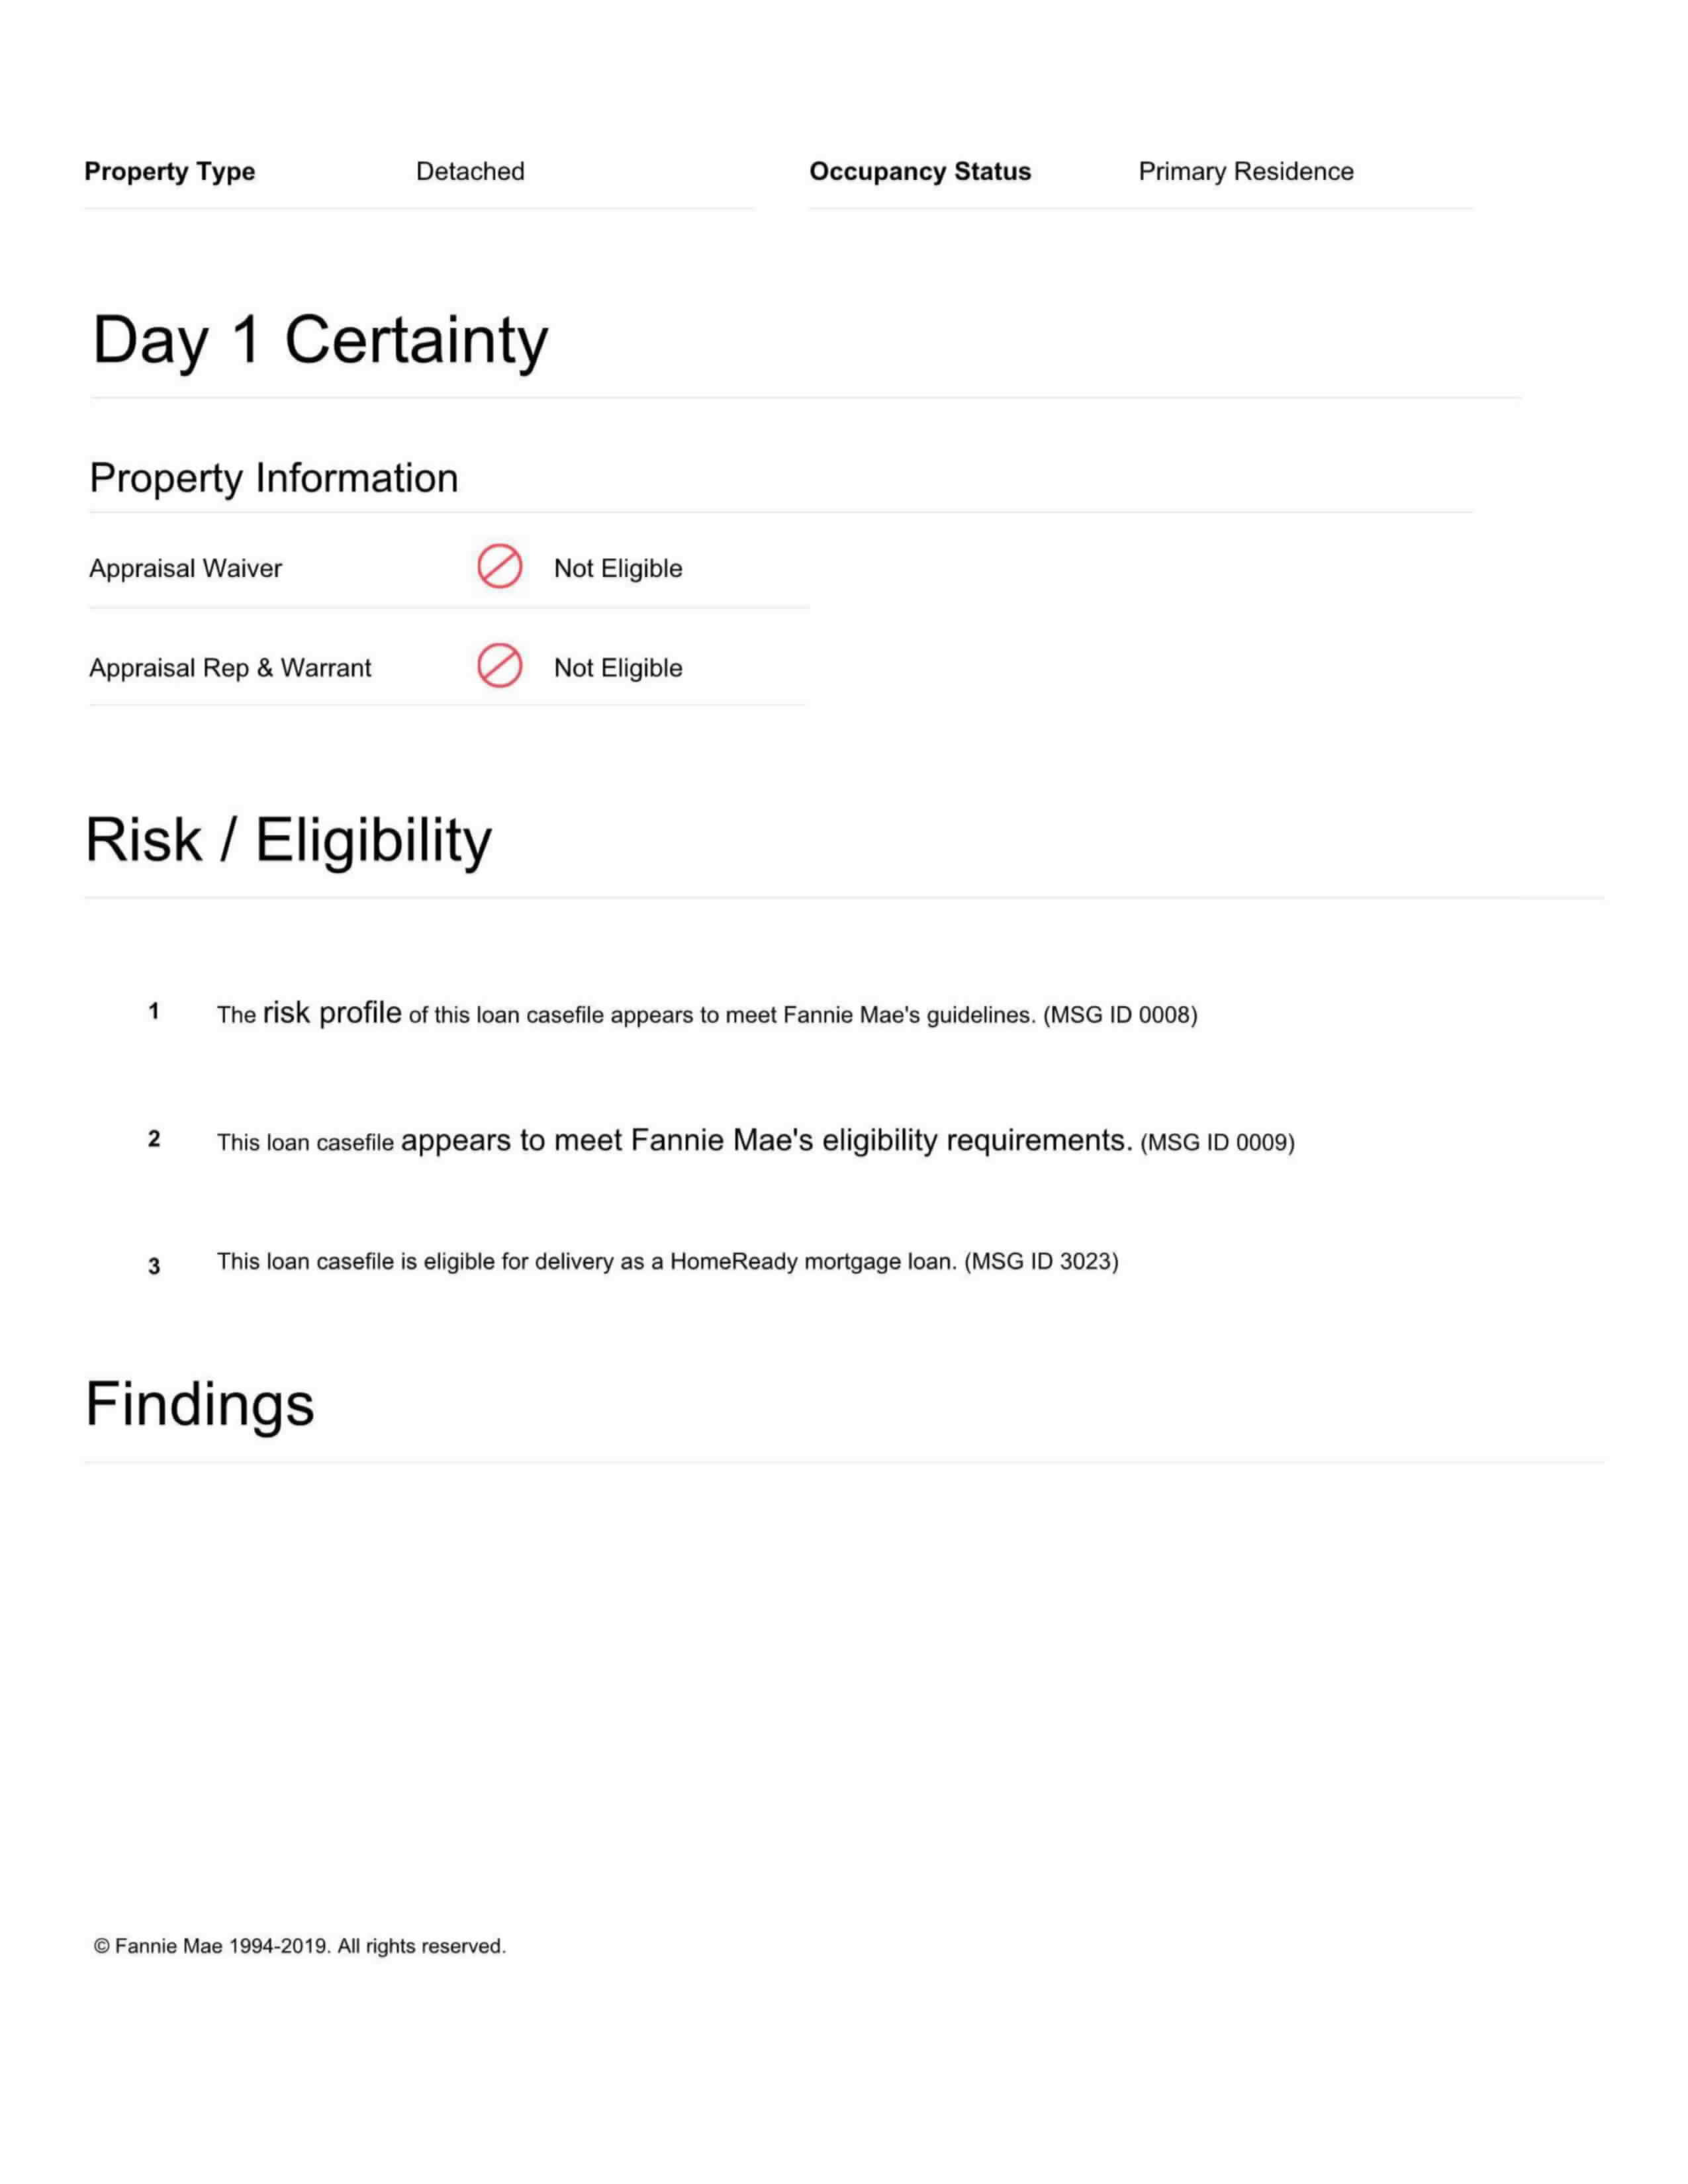 Property Type Detached Occupancy Status Primary Residence
Day 1 Certainty
Property Information
Appraisal Waiver Not Eligible
Appraisal Rep & Warrant Not Eligible
Risk / Eligibility
1 The risk profile of this loan casefile appears to meet Fannie Mae's guidelines. (MSG ID 0008)
2 This loan casefile appears to meet Fannie Mae's eligibility requirements. (MSG ID 0009)
3 This loan casefile is eligible for delivery as a HomeReady mortgage loan. (MSG ID 3023)
Findings
© Fannie Mae 1994-2019. All rights reserved.